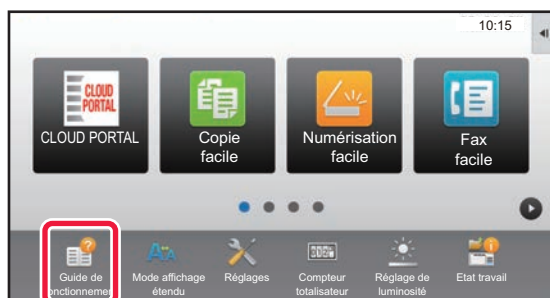 10:15
CLOUD
PORTAL
CLOUD PORTAL
Copie
facile
Numérisation
facile
Fax
facile
Guide de
Mode affichage
étendu
Réglages
Compteur
totalisateur
Réglage de
luminosité
Etat travail